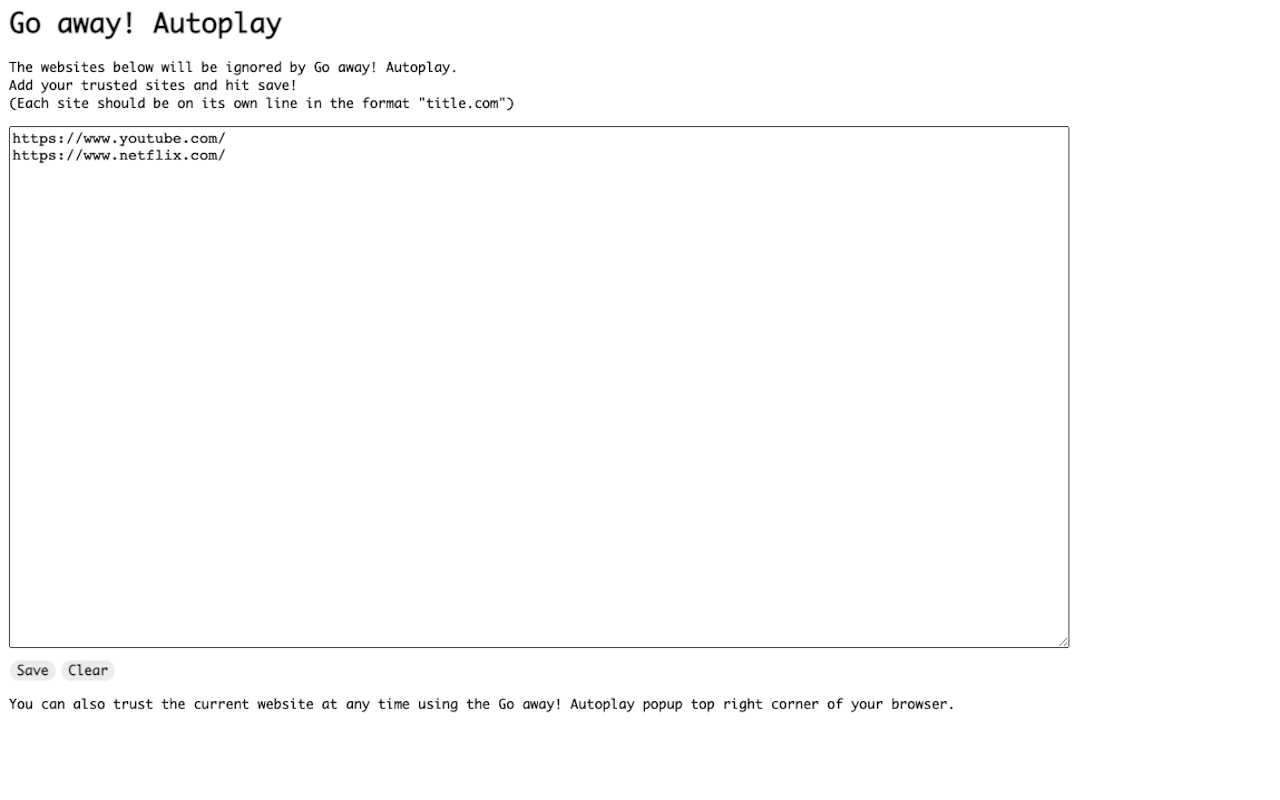 Go away! Autoplay
The websites below will be ignored by Go away! Autoplay.
Add your trusted sites and hit save!
(Each site should be on its own line in the format "title.com")
https://www.youtube.com/
https://www.netflix.com/
Save Clear
You can also trust the current website at any time using the Go away! Autoplay popup top right corner of your browser.